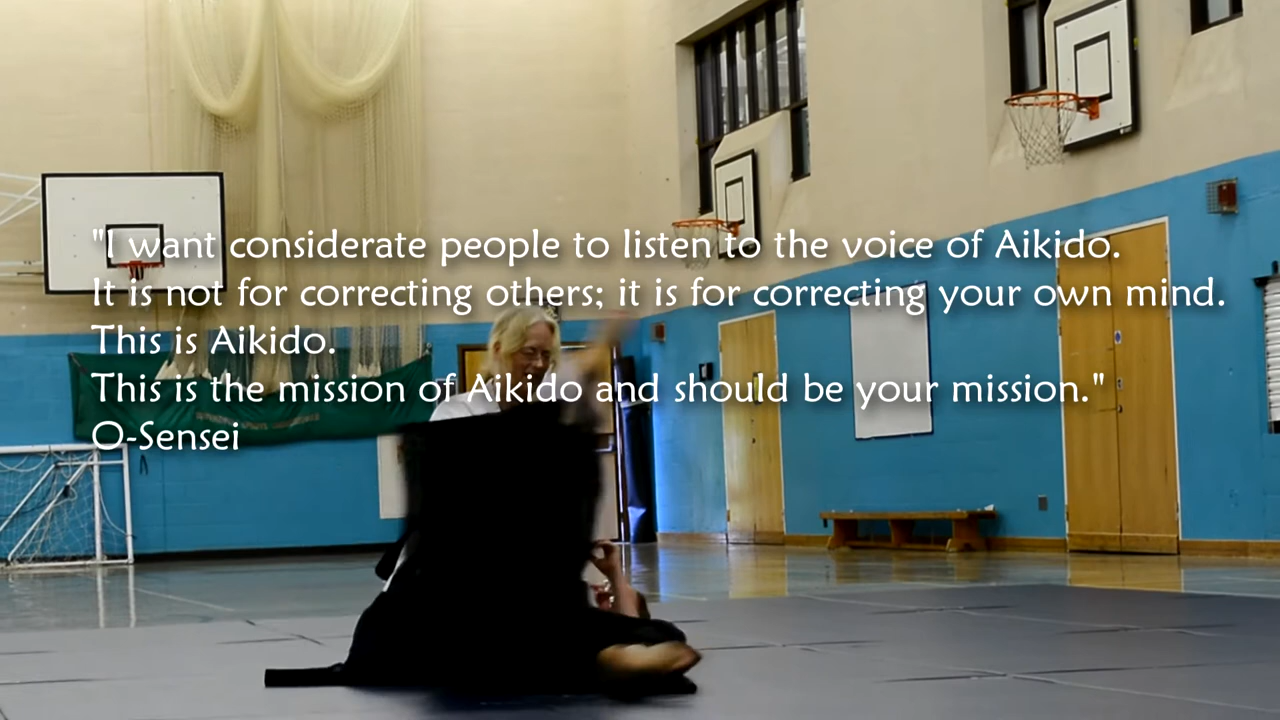 "I want considerate people to listen to the voice of Aikido.
It is not for correcting others; it is for correcting your own mind.
This is Aikido.
This is the mission of Aikido and should be your mission."
O-Sensei